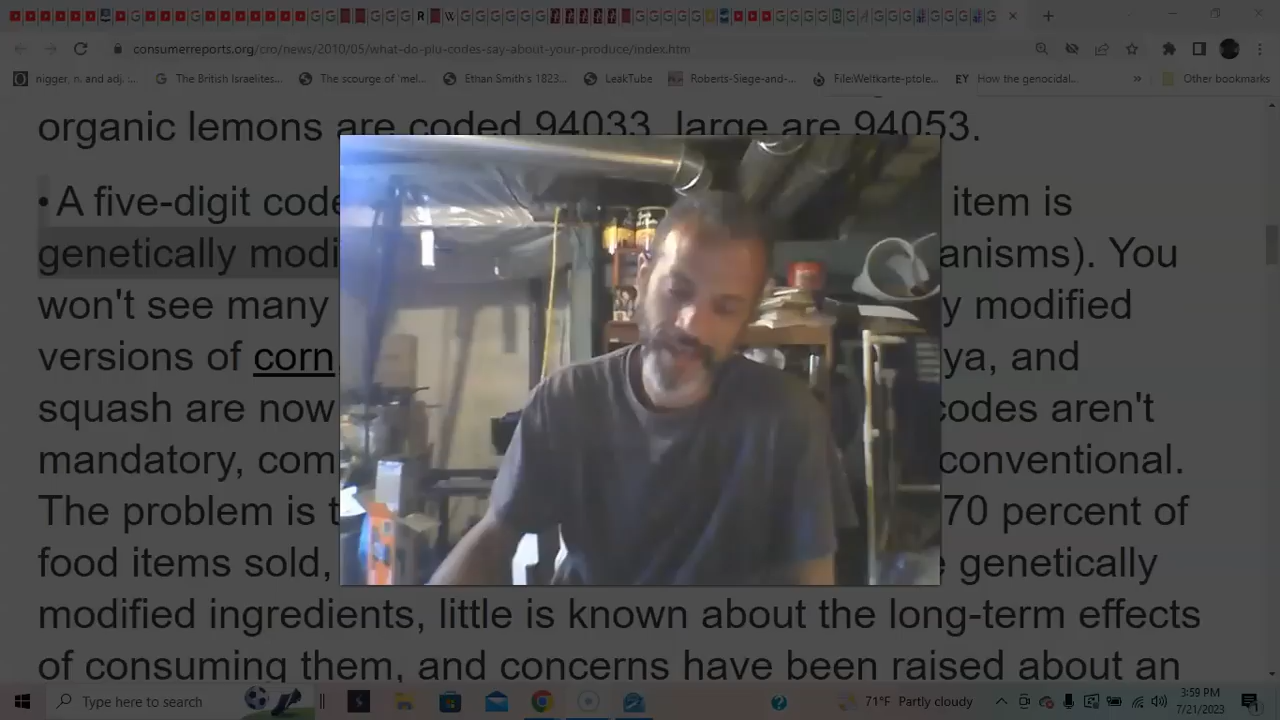 consumerreports.org/cro/news/2010/05/what-do-plu-codes-say-about-your-produce/index.htm
nigger, n. and adj. :...
The British Israelites...
The scourge of 'mel...
Ethan Smith's 1823...
LeakTube
Roberts-Siege-and-...
File:Weltkarte-ptole...
EY How the genocidal...
»
Other bookmarks
organic lemons are coded 94033, large are 94053.
• A five-digit code item is
genetically modi anisms). You
won't see many y modified
versions of corn ya, and
squash are now codes aren't
mandatory, com conventional.
The problem is t 70 percent of
food items sold, e genetically
modified ingredients, little is known about the long-term effects
of consuming them, and concerns have been raised about an
Type here to search
71°F Partly cloudy
3:59 PM
7/21/2023